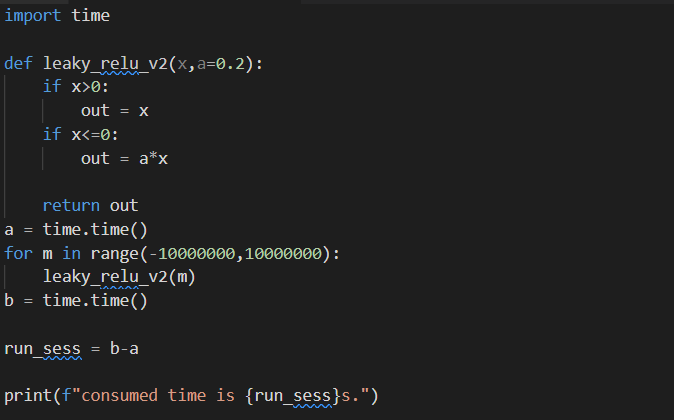 import time
def leaky_relu_v2(x,a=0.2):
    if x>0:
        out = x
    if x<=0:
        out = a*x
    return out
a = time.time()
for m in range(-10000000,10000000):
    leaky_relu_v2(m)
b = time.time()
run_sess = b-a
print(f"consumed time is {run_sess}s.")